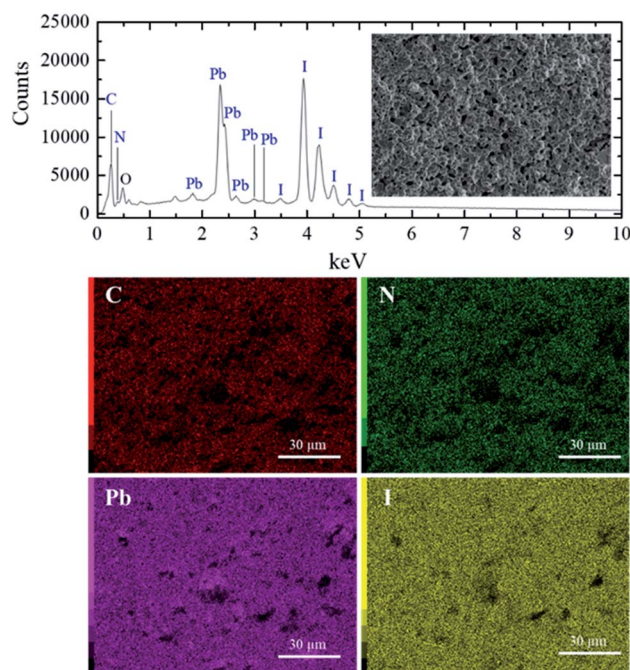 25000
20000
15000
10000
5000
0
Counts
C
N
O
Pb
Pb
Pb
Pb
Pb
Pb
I
I
I
I
I
I
0 1 2 3 4 5 6 7 8 9 10
keV
C
30 µm
N
30 µm
Pb
30 µm
I
30 µm